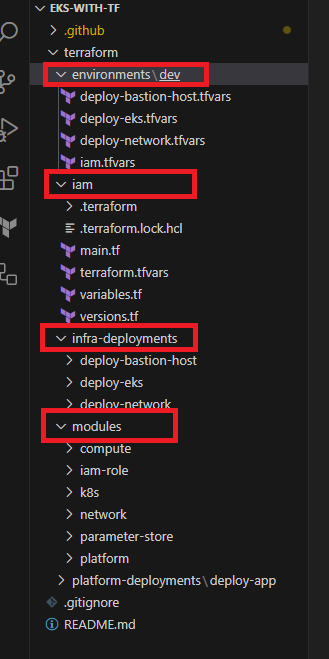 EKS-WITH-TF
.github
terraform
environments\dev
deploy-bastion-host.tfvars
deploy-eks.tfvars
deploy-network.tfvars
iam.tfvars
iam
.terraform
.terraform.lock.hcl
main.tf
terraform.tfvars
variables.tf
versions.tf
infra-deployments
deploy-bastion-host
deploy-eks
deploy-network
modules
compute
iam-role
k8s
network
parameter-store
platform
platform-deployments\deploy-app
.gitignore
README.md